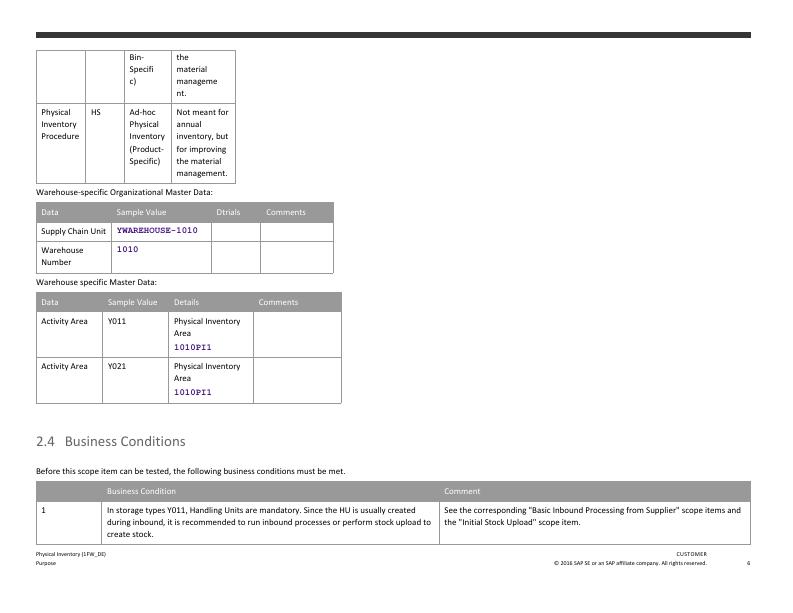 Bin-
Specifi
c)
the
material
manageme
nt.
Physical
Inventory
Procedure
HS
Ad-hoc
Physical
Inventory
(Product-
Specific)
Not meant for
annual
inventory, but
for improving
the material
management.
Warehouse-specific Organizational Master Data:
Data Sample Value Dtrials Comments
Supply Chain Unit YWAREHOUSE-1010
Warehouse
Number
1010
Warehouse specific Master Data:
Data Sample Value Details Comments
Activity Area Y011 Physical Inventory
Area
1010PI1
Activity Area Y021 Physical Inventory
Area
1010PI1
2.4 Business Conditions
Before this scope item can be tested, the following business conditions must be met.
Business Condition Comment
1
In storage types Y011, Handling Units are mandatory. Since the HU is usually created
during inbound, it is recommended to run inbound processes or perform stock upload to
create stock.
See the corresponding "Basic Inbound Processing from Supplier" scope items and
the "Initial Stock Upload" scope item.
Physical Inventory (1FW_DE) CUSTOMER
Purpose © 2016 SAP SE or an SAP affiliate company. All rights reserved. 6